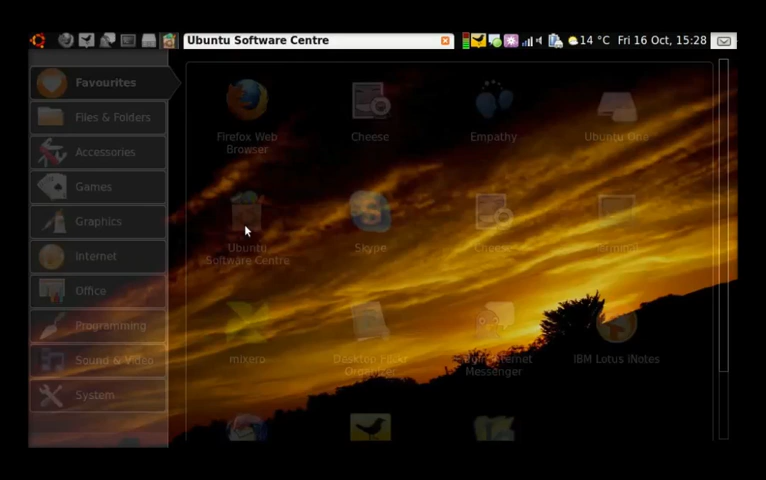 Ubuntu Software Centre
14 °C Fri 16 Oct, 15:28
Favourites
Files & Folders
Accessories
Games
Graphics
Internet
Office
Programming
Sound & Video
System
Firefox Web
Browser
Cheese
Empathy
Ubuntu One
Ubuntu
Software Centre
Skype
Cheese
Terminal
mixero
Desktop Flickr
Organizer
Internet
Messenger
IBM Lotus iNotes